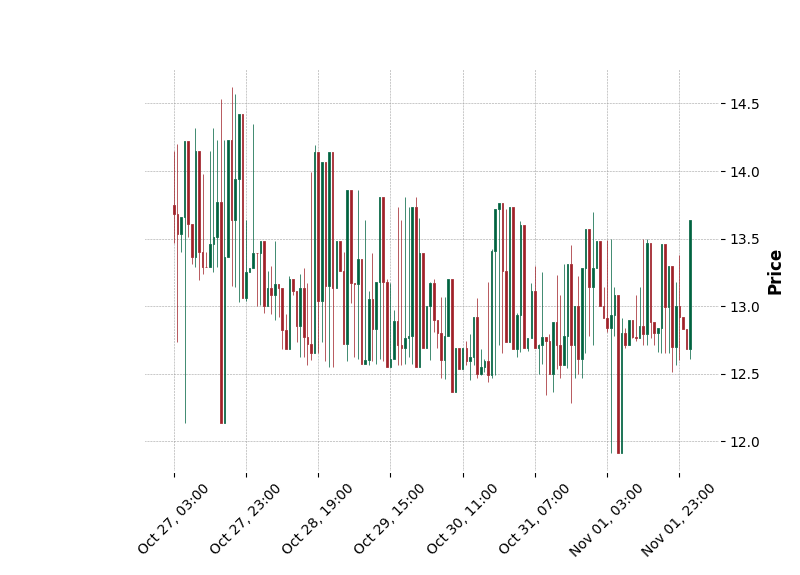 14.5
14.0
13.5
13.0
12.5
12.0
Price
Oct 27, 03:00
Oct 27, 23:00
Oct 28, 19:00
Oct 29, 15:00
Oct 30, 11:00
Oct 31, 07:00
Nov 01, 03:00
Nov 01, 23:00